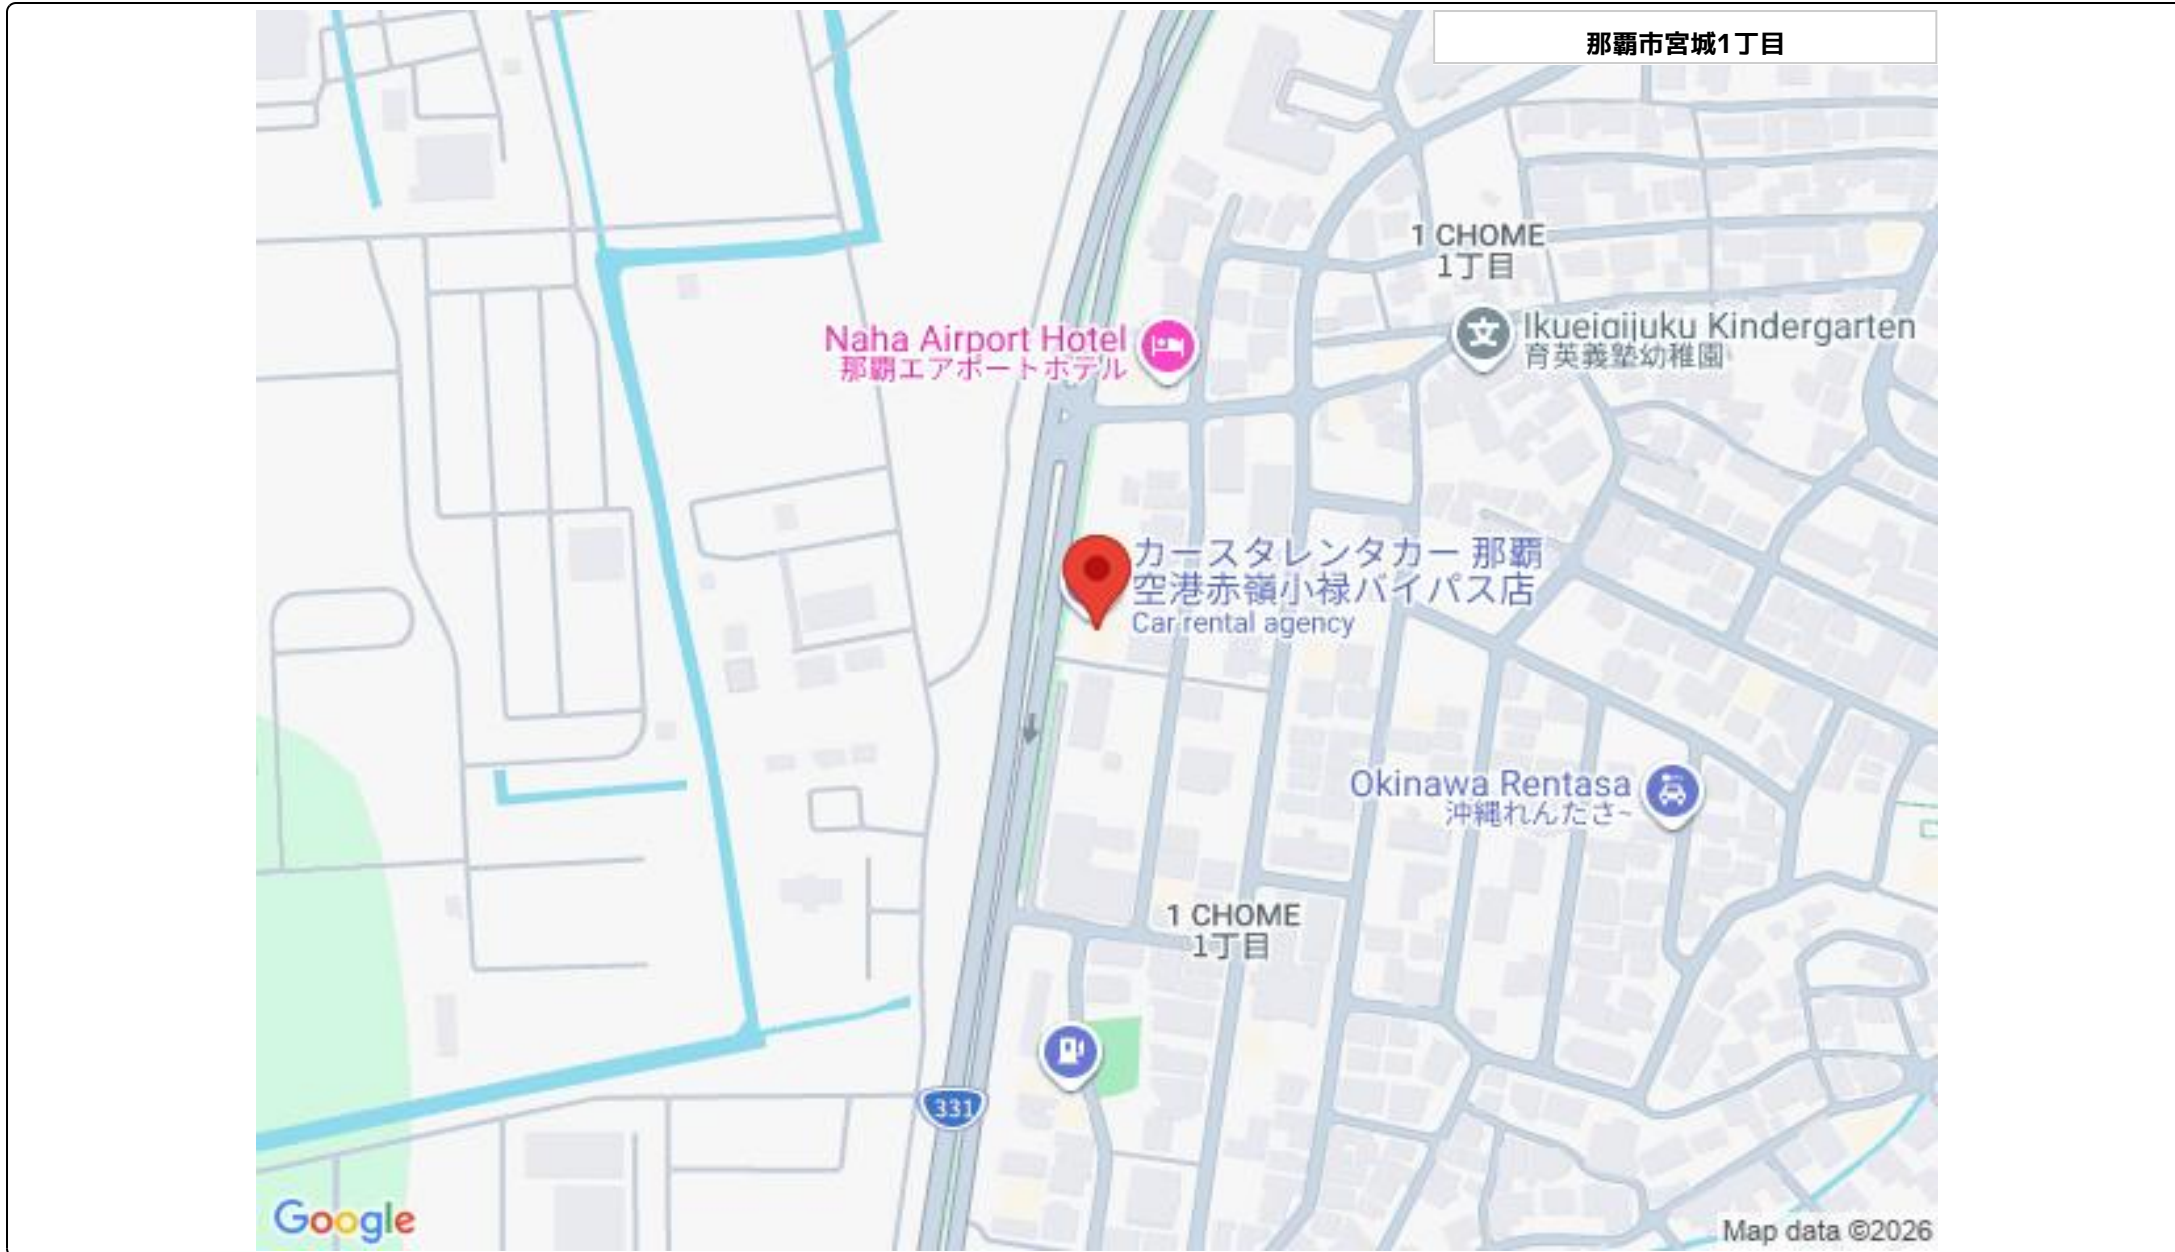 那覇市宮城1丁目
1 CHOME
1丁目
Naha Airport Hotel
那覇エアポートホテル
Ikueigijuku Kindergarten
育英義塾幼稚園
カースタレンタカー 那覇
空港赤嶺小禄バイパス店
Car rental agency
Okinawa Rentasa
沖縄れんたさ~
1 CHOME
1丁目
331
Google
Map data ©2026